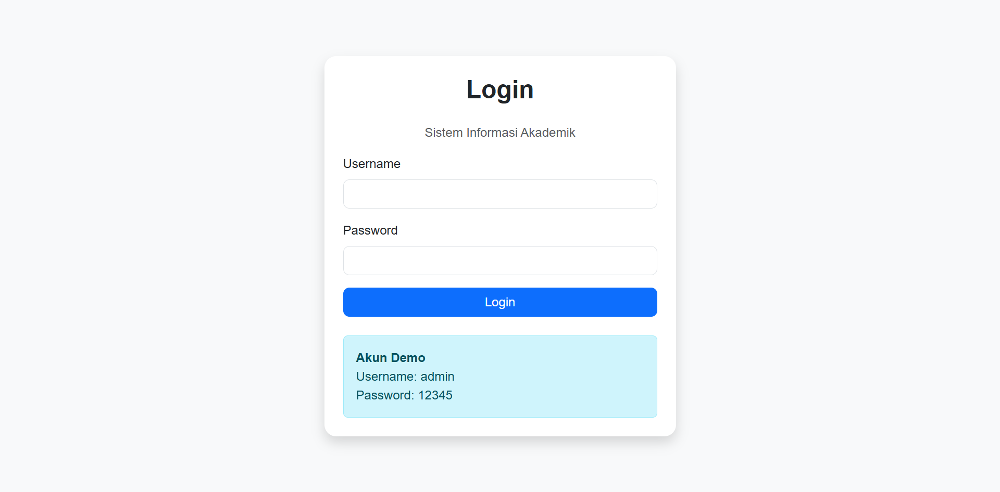 Login
Sistem Informasi Akademik
Username
Password
Login
Akun Demo
Username: admin
Password: 12345